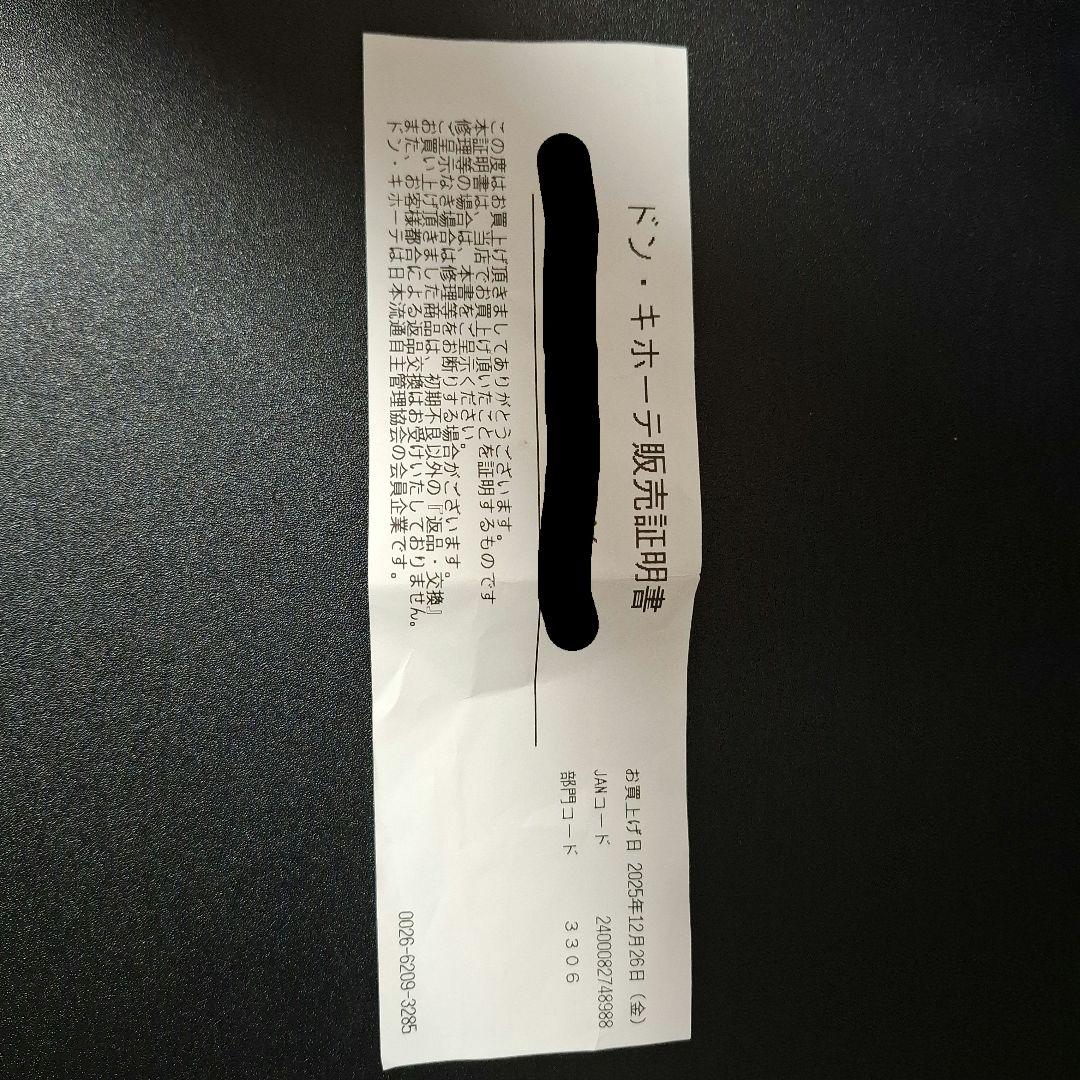 ドン・キホーテ販売証明書
お買上げ日 2025年12月26日（金）
JANコード 2400082748988
部門コード 3306
この度はお買上げ頂きましてありがとうございます。
本証明書は、当店でお買上げ頂いたことを証明するものです
修理等の場合は、本書をご呈示ください。
ご呈示なき場合は修理等をお断りする場合がございます。
お買い上げ頂きました商品は、初期不良以外の『返品・交換』
また、お客様都合による返品交換はお受けいたしておりません。
ドン・キホーテは日本流通自主管理協会の会員企業です。
0026-6209-3285